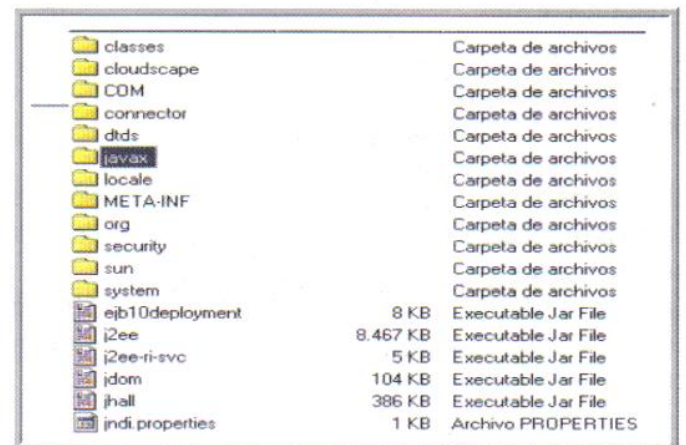 classes Carpeta de archivos
cloudscape Carpeta de archivos
COM Carpeta de archivos
connector Carpeta de archivos
dtds Carpeta de archivos
javax Carpeta de archivos
locale Carpeta de archivos
META-INF Carpeta de archivos
org Carpeta de archivos
security Carpeta de archivos
sun Carpeta de archivos
system Carpeta de archivos
ejb10deployment 8 KB Executable Jar File
j2ee 8.467 KB Executable Jar File
j2ee-ri-svc 5 KB Executable Jar File
jdom 104 KB Executable Jar File
jhall 386 KB Executable Jar File
jndi.properties 1 KB Archivo PROPERTIES